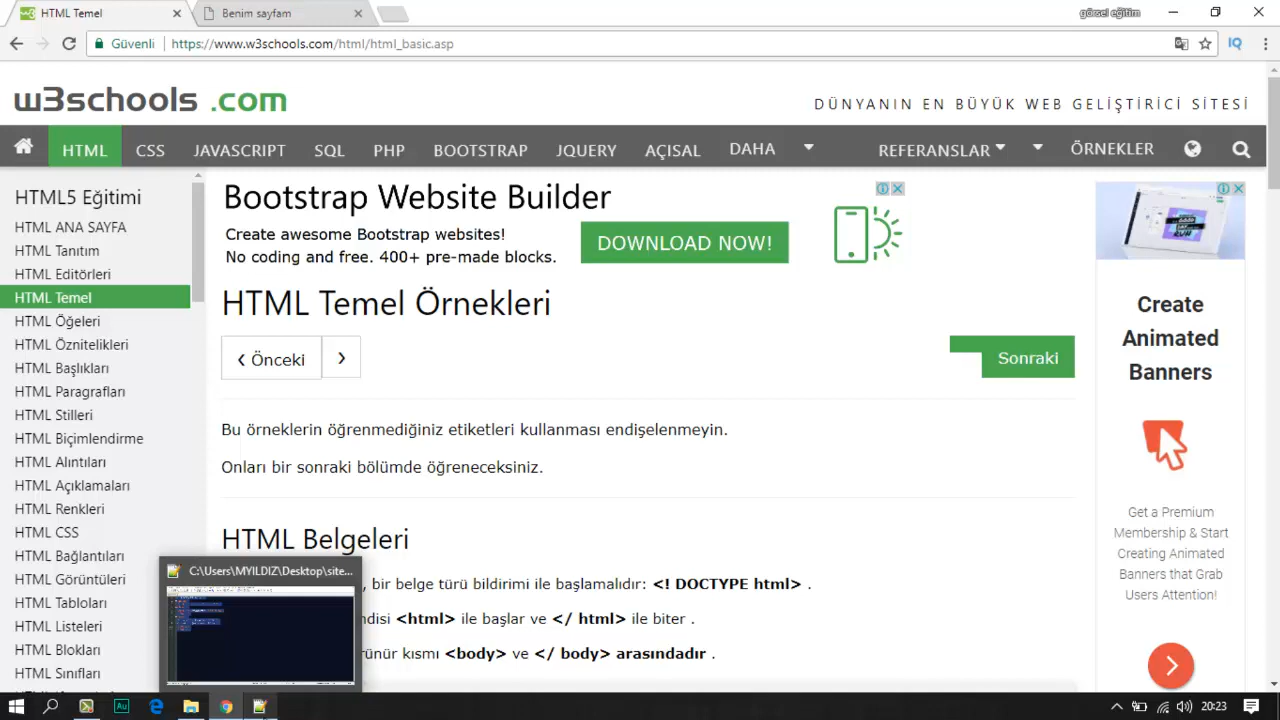 HTML Temel
Benim sayfam
görsel eğitim
Güvenli
https://www.w3schools.com/html/html_basic.asp
IQ
w3schools .com
DÜNYANIN EN BÜYÜK WEB GELİŞTİRİCİ SİTESİ
HTML CSS JAVASCRIPT SQL PHP BOOTSTRAP JQUERY AÇISAL DAHA REFERANSLAR ÖRNEKLER
HTML5 Eğitimi
HTML ANA SAYFA
HTML Tanıtım
HTML Editörleri
HTML Temel
HTML Öğeleri
HTML Öznitelikleri
HTML Başlıkları
HTML Paragrafları
HTML Stilleri
HTML Biçimlendirme
HTML Alıntıları
HTML Açıklamaları
HTML Renkleri
HTML CSS
HTML Bağlantıları
HTML Görüntüleri
HTML Tabloları
HTML Listeleri
HTML Blokları
HTML Sınıfları
Bootstrap Website Builder
Create awesome Bootstrap websites!
No coding and free. 400+ pre-made blocks.
DOWNLOAD NOW!
HTML Temel Örnekleri
‹ Önceki
›
Sonraki
Bu örneklerin öğrenmediğiniz etiketleri kullanması endişelenmeyin.
Onları bir sonraki bölümde öğreneceksiniz.
HTML Belgeleri
, bir belge türü bildirimi ile başlamalıdır: <! DOCTYPE html> .
ndisi <html> ile başlar ve </ html> ile biter .
rünür kısmı <body> ve </ body> arasındadır .
C:\Users\MYILDIZ\Desktop\site...
Create
Animated
Banners
Get a Premium
Membership & Start
Creating Animated
Banners that Grab
Users Attention!
Au
20:23